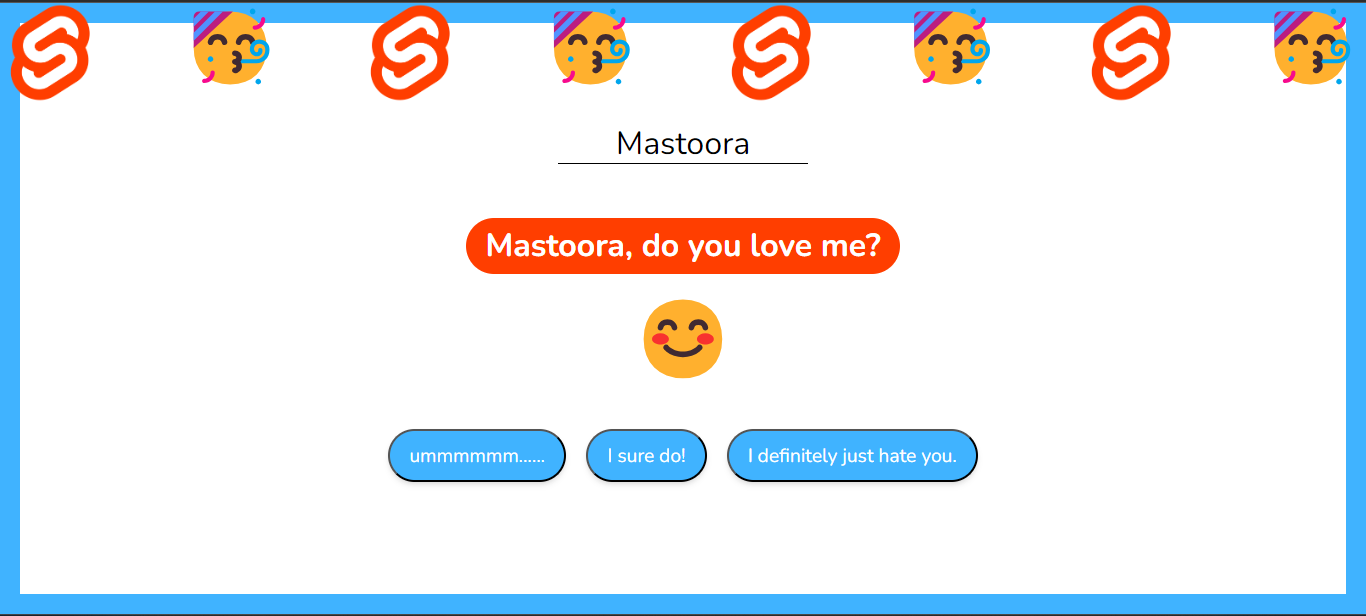 Mastoora
Mastoora, do you love me?
ummmmmm......
I sure do!
I definitely just hate you.